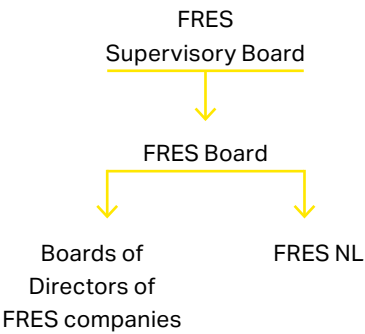 FRES
Supervisory Board
FRES Board
Boards of
Directors of
FRES companies
FRES NL